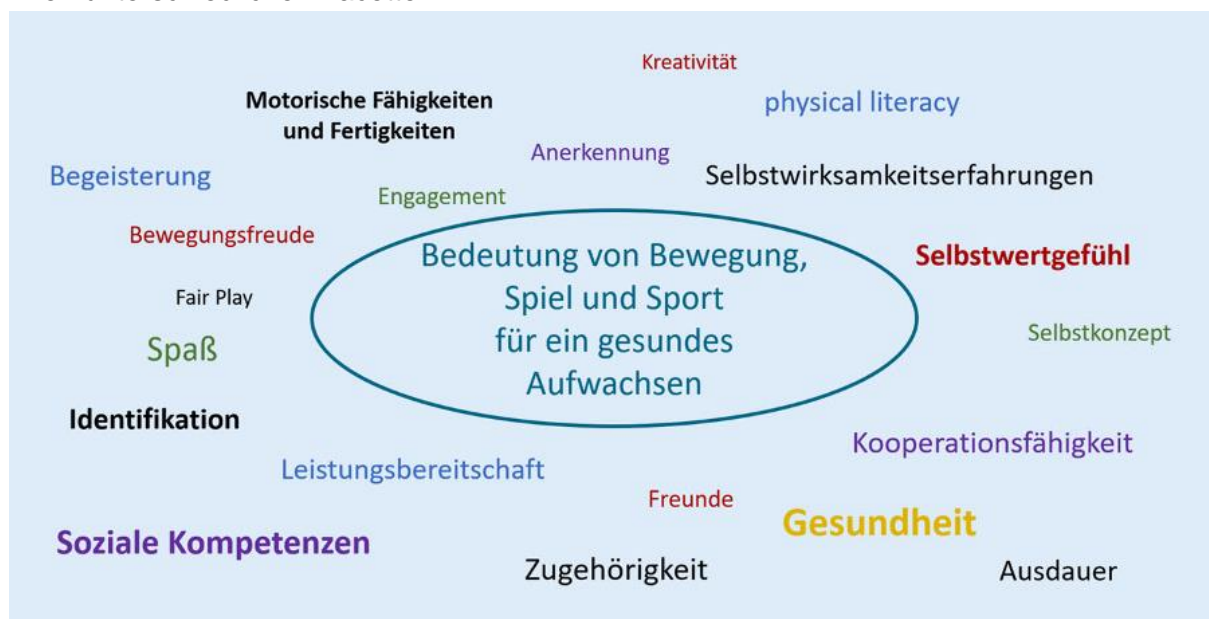 Kreativität
Motorische Fähigkeiten
und Fertigkeiten
physical literacy
Anerkennung
Begeisterung
Selbstwirksamkeitserfahrungen
Engagement
Bewegungsfreude
Bedeutung von Bewegung,
Spiel und Sport
für ein gesundes
Aufwachsen
Selbstwertgefühl
Fair Play
Spaß
Selbstkonzept
Identifikation
Kooperationsfähigkeit
Leistungsbereitschaft
Freunde
Gesundheit
Soziale Kompetenzen
Zugehörigkeit
Ausdauer